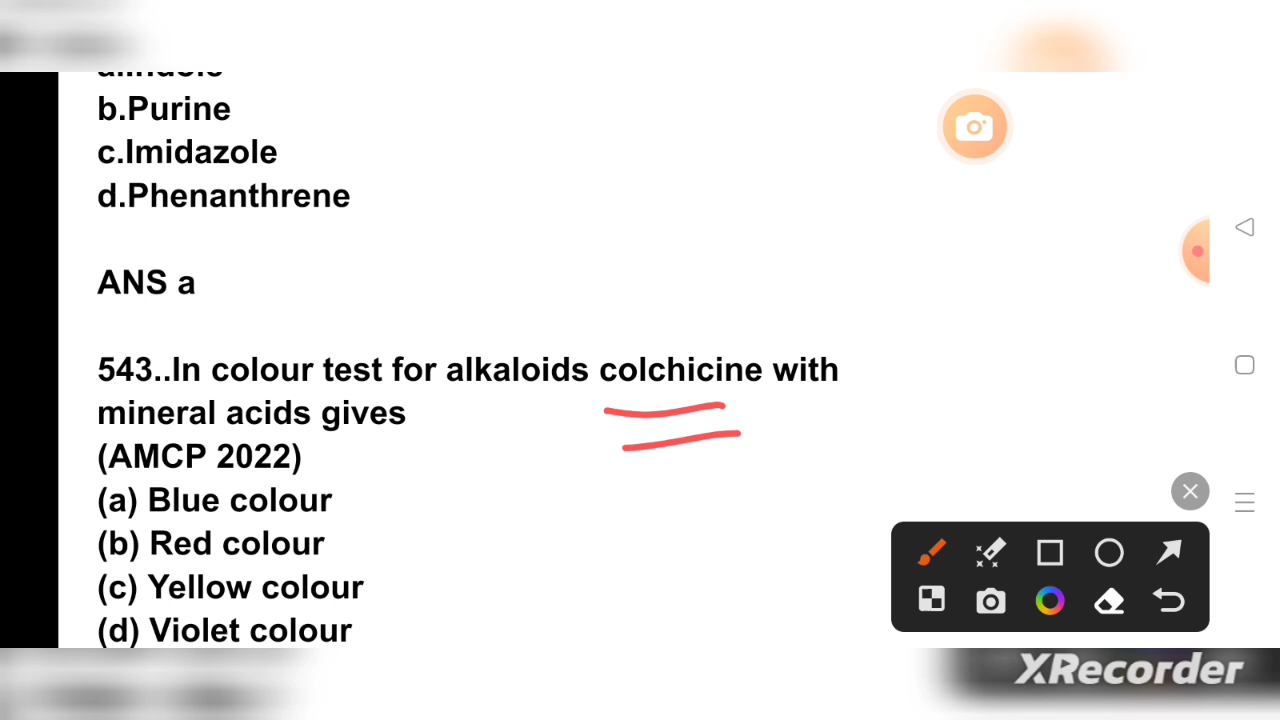 b.Purine
c.Imidazole
d.Phenanthrene
ANS a
543..In colour test for alkaloids colchicine with
mineral acids gives
(AMCP 2022)
(a) Blue colour
(b) Red colour
(c) Yellow colour
(d) Violet colour
XRecorder